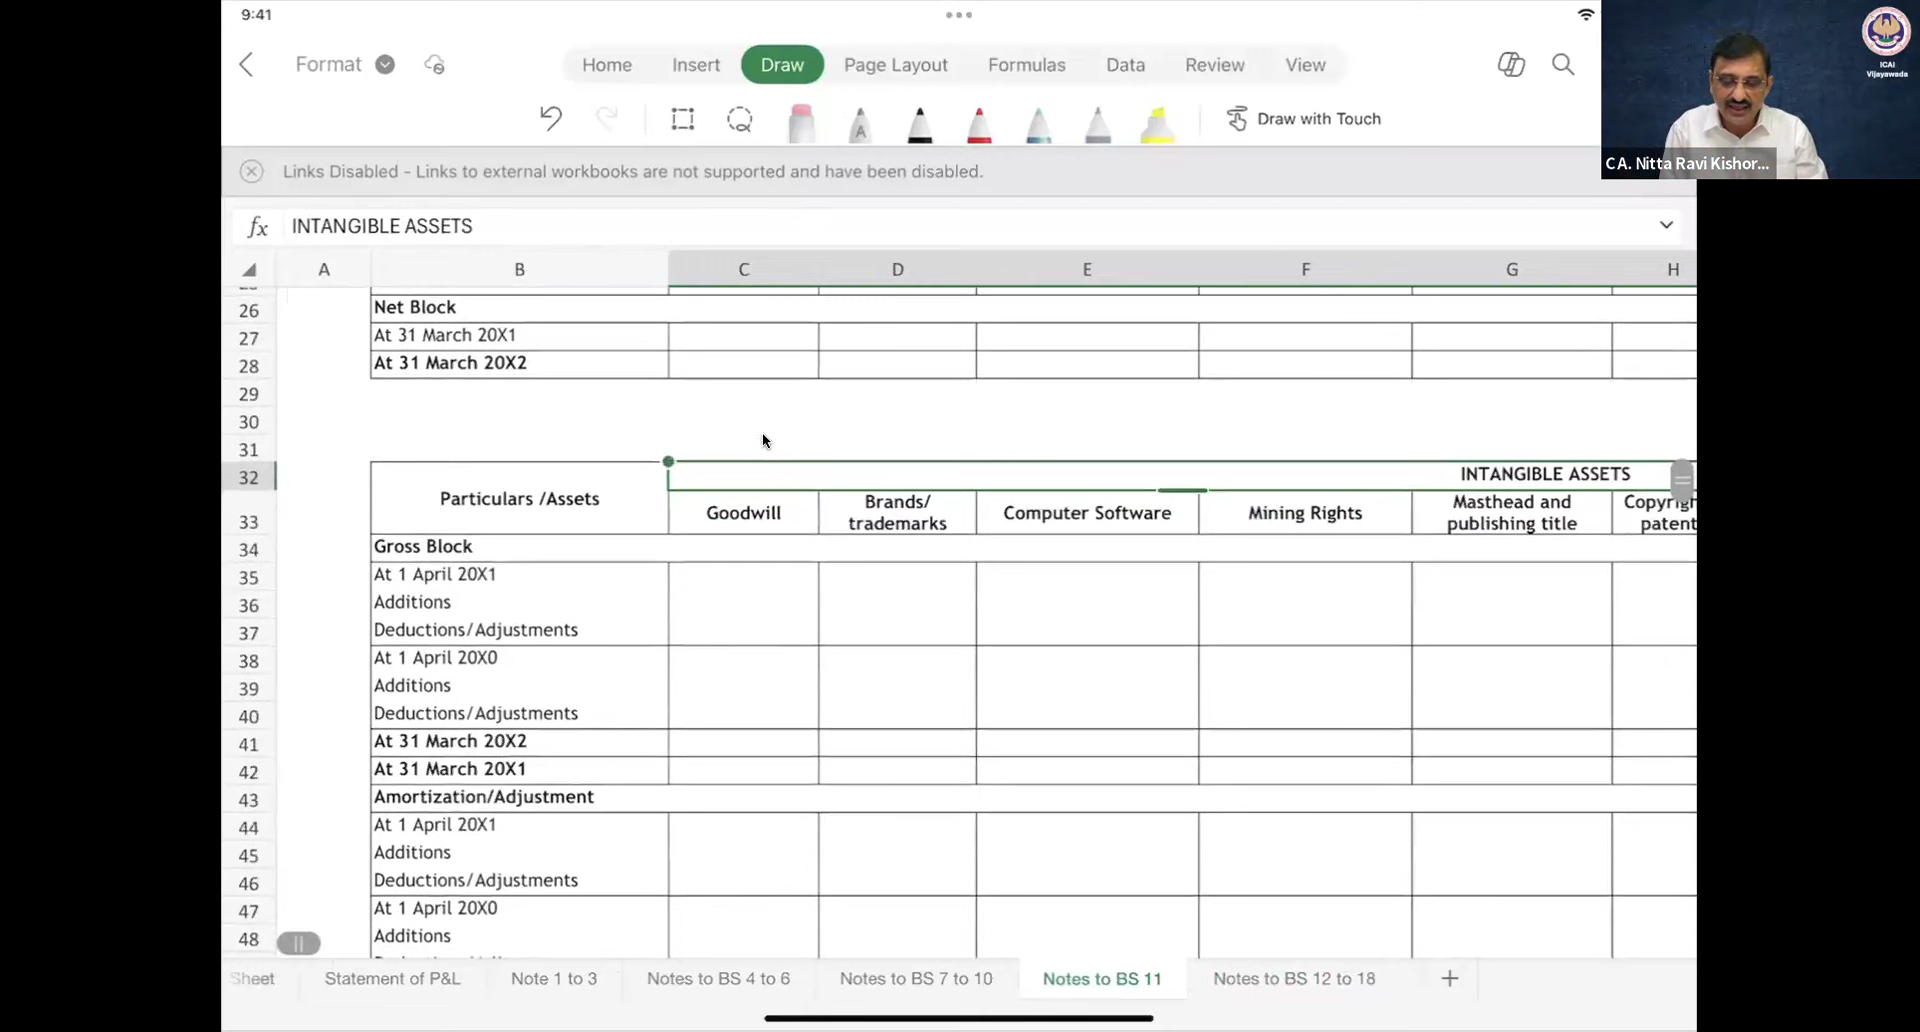 9:41
Format
Home Insert Draw Page Layout Formulas Data Review View
A
Draw with Touch
ICAI
Vijayawada
CA. Nitta Ravi Kishor...
Links Disabled - Links to external workbooks are not supported and have been disabled.
fx INTANGIBLE ASSETS
A B C D E F G H
26 Net Block
27 At 31 March 20X1
28 At 31 March 20X2
29
30
31
32 INTANGIBLE ASSETS
Particulars /Assets
33 Goodwill Brands/ trademarks Computer Software Mining Rights Masthead and publishing title patent
34 Gross Block
35 At 1 April 20X1
36 Additions
37 Deductions/Adjustments
38 At 1 April 20X0
39 Additions
40 Deductions/Adjustments
41 At 31 March 20X2
42 At 31 March 20X1
43 Amortization/Adjustment
44 At 1 April 20X1
45 Additions
46 Deductions/Adjustments
47 At 1 April 20X0
48 Additions
Sheet Statement of P&L Note 1 to 3 Notes to BS 4 to 6 Notes to BS 7 to 10 Notes to BS 11 Notes to BS 12 to 18